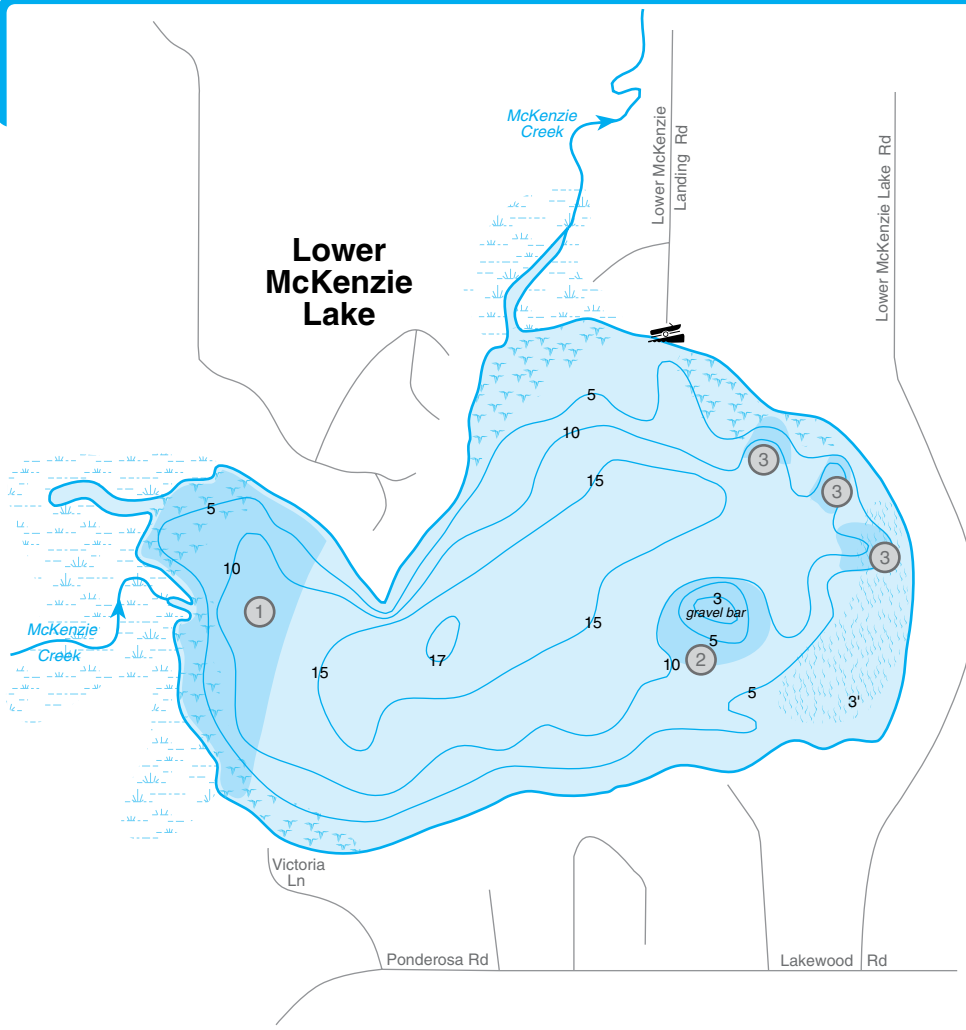 McKenzie
Creek
Lower McKenzie
Landing Rd
Lower McKenzie Lake Rd
Lower
McKenzie
Lake
5
10
3
15
3
5
3
10
3
1
gravel bar
15
McKenzie
Creek
5
17
2
10
15
5
3'
Victoria
Ln
Ponderosa Rd
Lakewood Rd